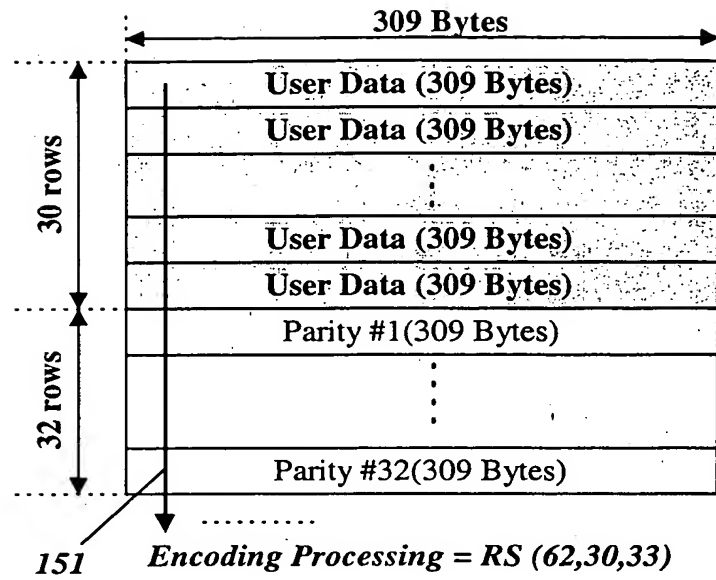 309 Bytes
User Data (309 Bytes)
User Data (309 Bytes)
30 rows
User Data (309 Bytes)
User Data (309 Bytes)
Parity #1(309 Bytes)
32 rows
Parity #32(309 Bytes)
151
Encoding Processing = RS (62,30,33)